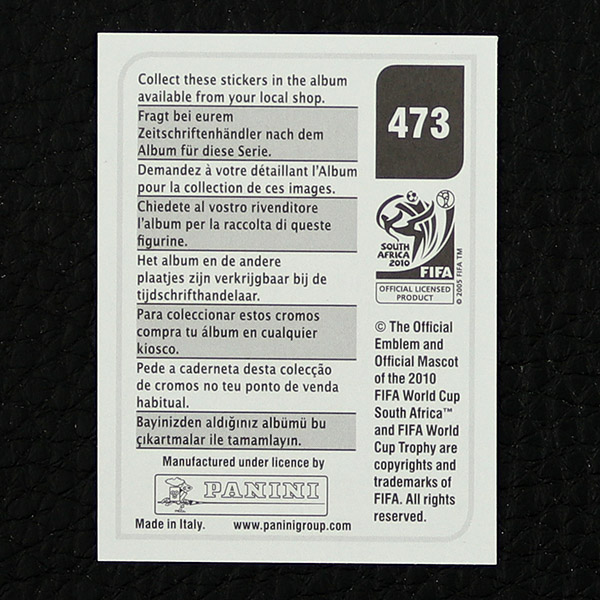 Collect these stickers in the album
available from your local shop.
Fragt bei eurem
Zeitschriftenhändler nach dem
Album für diese Serie.
Demandez à votre détaillant l'Album
pour la collection de ces images.
Chiedete al vostro rivenditore
l'album per la raccolta di queste
figurine.
Het album en de andere
plaatjes zijn verkrijgbaar bij de
tijdschrifthandelaar.
Para coleccionar estos cromos
compra tu álbum en cualquier
kiosco.
Pede a caderneta desta colecção
de cromos no teu ponto de venda
habitual.
Bayinizden aldığınız albümü bu
çıkartmalar ile tamamlayın.
Manufactured under licence by
PANINI
Made in Italy. www.paninigroup.com
473
SOUTH
AFRICA
2010
FIFA
OFFICIAL LICENSED
PRODUCT
© 2005 FIFA TM
© The Official
Emblem and
Official Mascot
of the 2010
FIFA World Cup
South Africa™
and FIFA World
Cup Trophy are
copyrights and
trademarks of
FIFA. All rights
reserved.